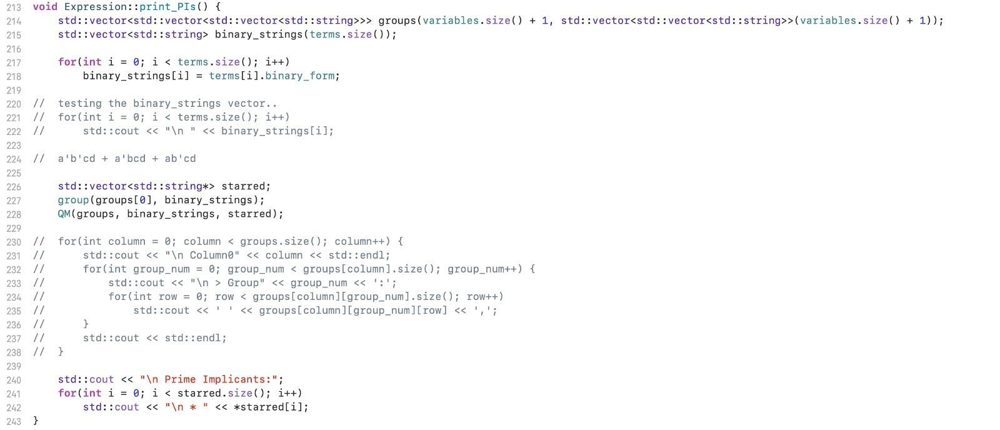 213 void Expression::print_PIs() {
214     std::vector<std::vector<std::vector<std::string>>> groups(variables.size() + 1, std::vector<std::vector<std::string>>(variables.size() + 1));
215     std::vector<std::string> binary_strings(terms.size());
216
217     for(int i = 0; i < terms.size(); i++)
218         binary_strings[i] = terms[i].binary_form;
219
220 //  testing the binary_strings vector..
221 //  for(int i = 0; i < terms.size(); i++)
222 //      std::cout << "\n " << binary_strings[i];
223
224 //  a'b'cd + a'bcd + ab'cd
225
226     std::vector<std::string*> starred;
227     group(groups[0], binary_strings);
228     QM(groups, binary_strings, starred);
229
230 //  for(int column = 0; column < groups.size(); column++) {
231 //      std::cout << "\n Column0" << column << std::endl;
232 //      for(int group_num = 0; group_num < groups[column].size(); group_num++) {
233 //          std::cout << "\n > Group" << group_num << ':';
234 //          for(int row = 0; row < groups[column][group_num].size(); row++)
235 //              std::cout << ' ' << groups[column][group_num][row] << ',';
236 //      }
237 //      std::cout << std::endl;
238 //  }
239
240     std::cout << "\n Prime Implicants:";
241     for(int i = 0; i < starred.size(); i++)
242         std::cout << "\n * " << *starred[i];
243 }